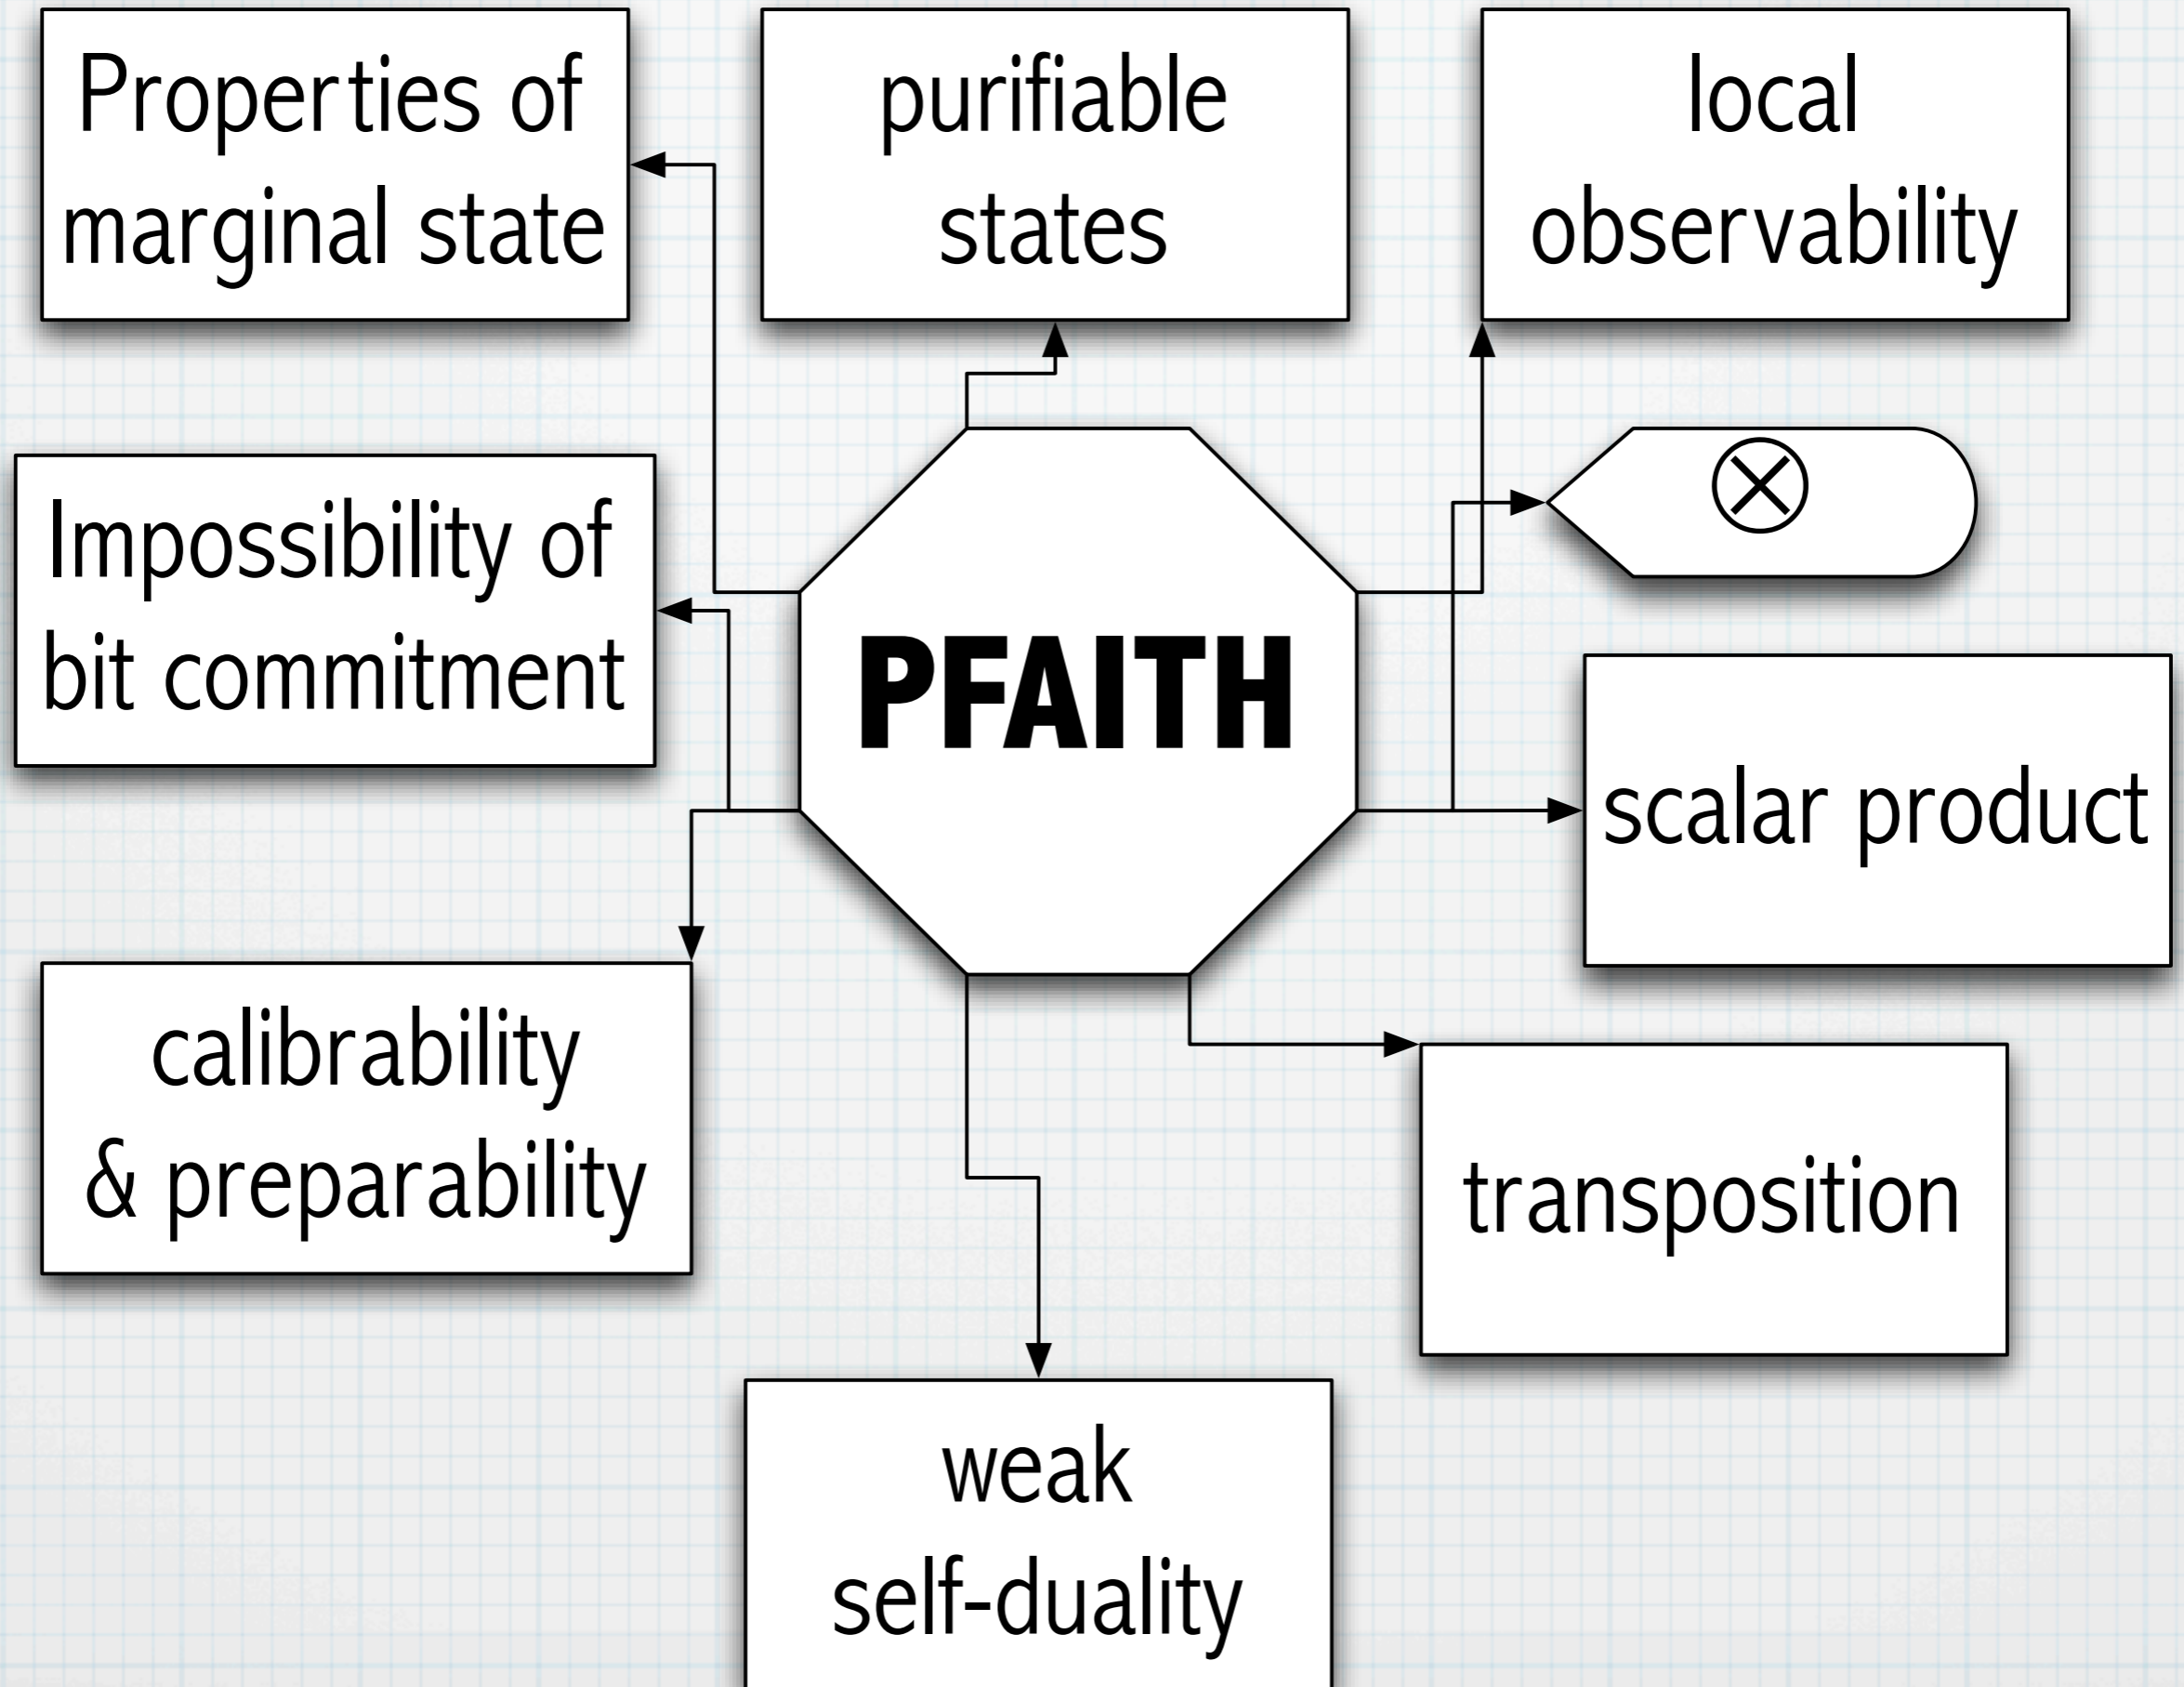 Properties of
marginal state
purifiable
states
local
observability
⊗
Impossibility of
bit commitment
PFAITH
scalar product
calibrability
& preparability
transposition
weak
self-duality